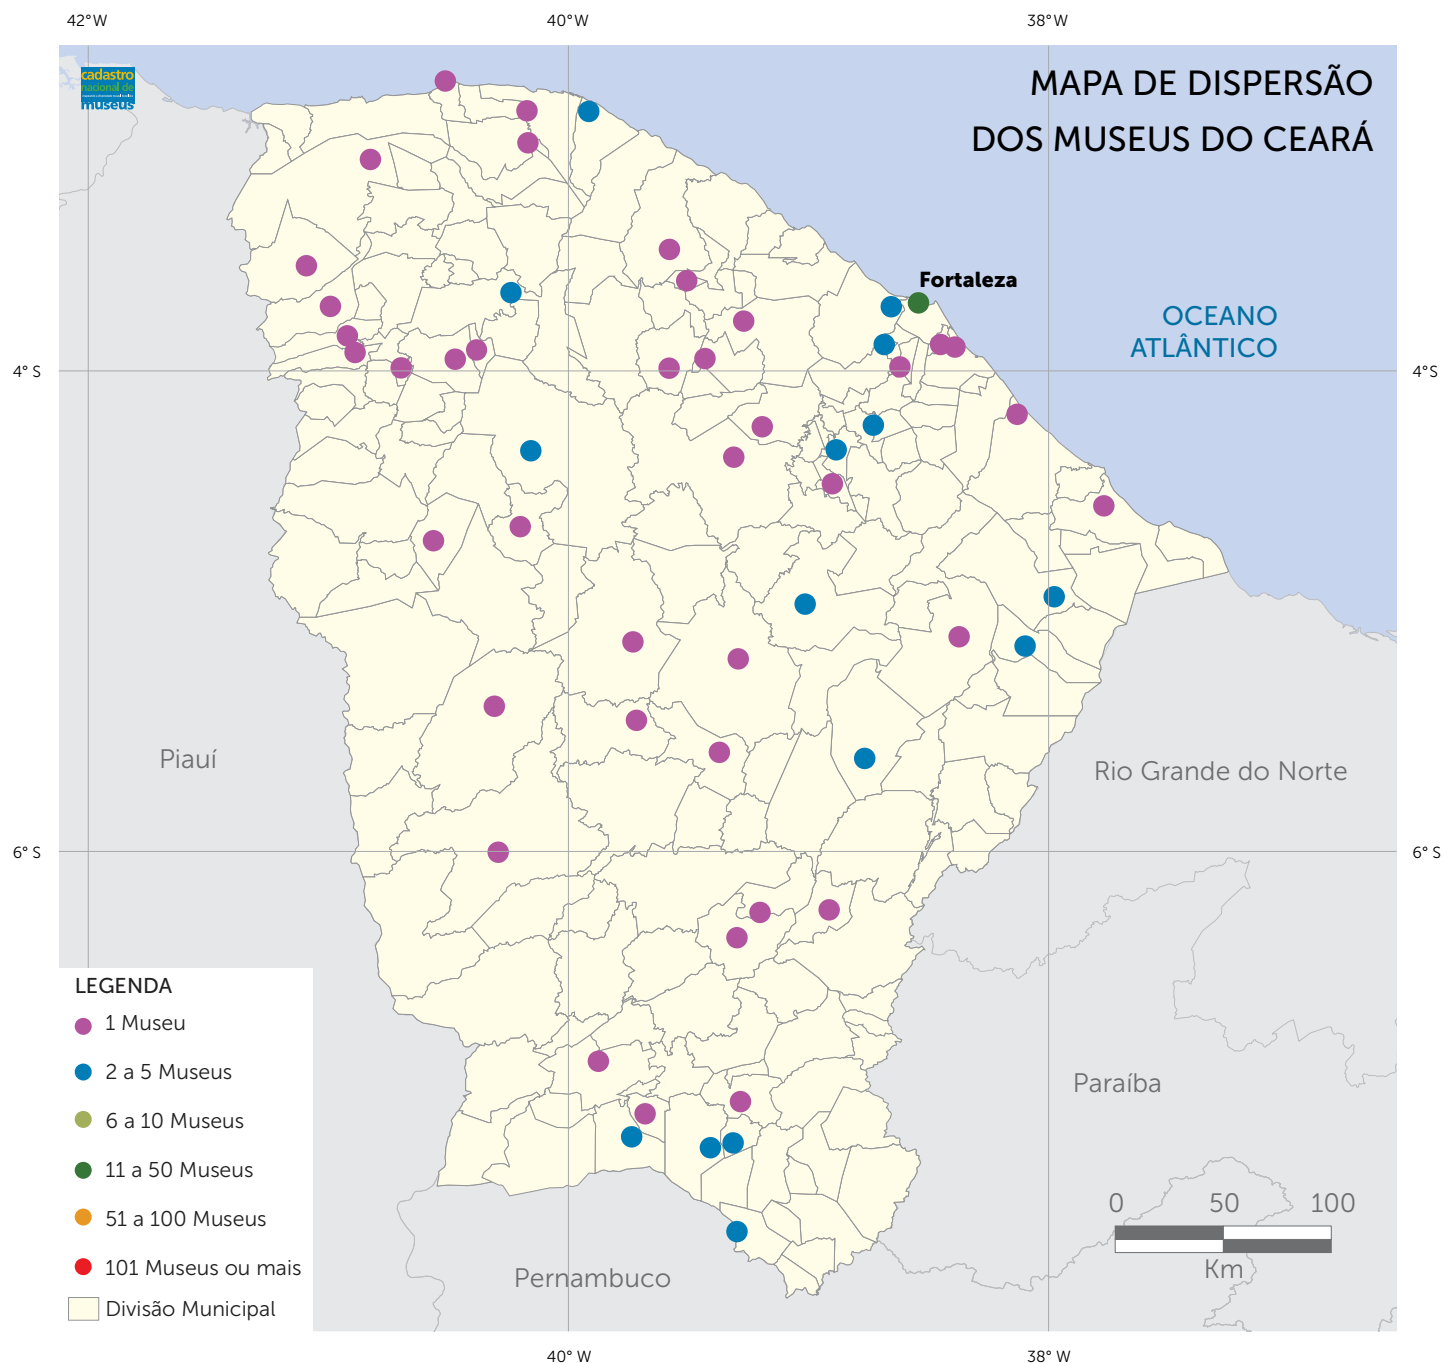 42°W
40°W
38°W
cadastro
nacional de
museus
MAPA DE DISPERSÃO
DOS MUSEUS DO CEARÁ
Fortaleza
OCEANO
ATLÂNTICO
4° S
4° S
Piauí
Rio Grande do Norte
6° S
6° S
LEGENDA
1 Museu
2 a 5 Museus
6 a 10 Museus
11 a 50 Museus
51 a 100 Museus
101 Museus ou mais
Divisão Municipal
Paraíba
Pernambuco
0 50 100
Km
40° W
38° W